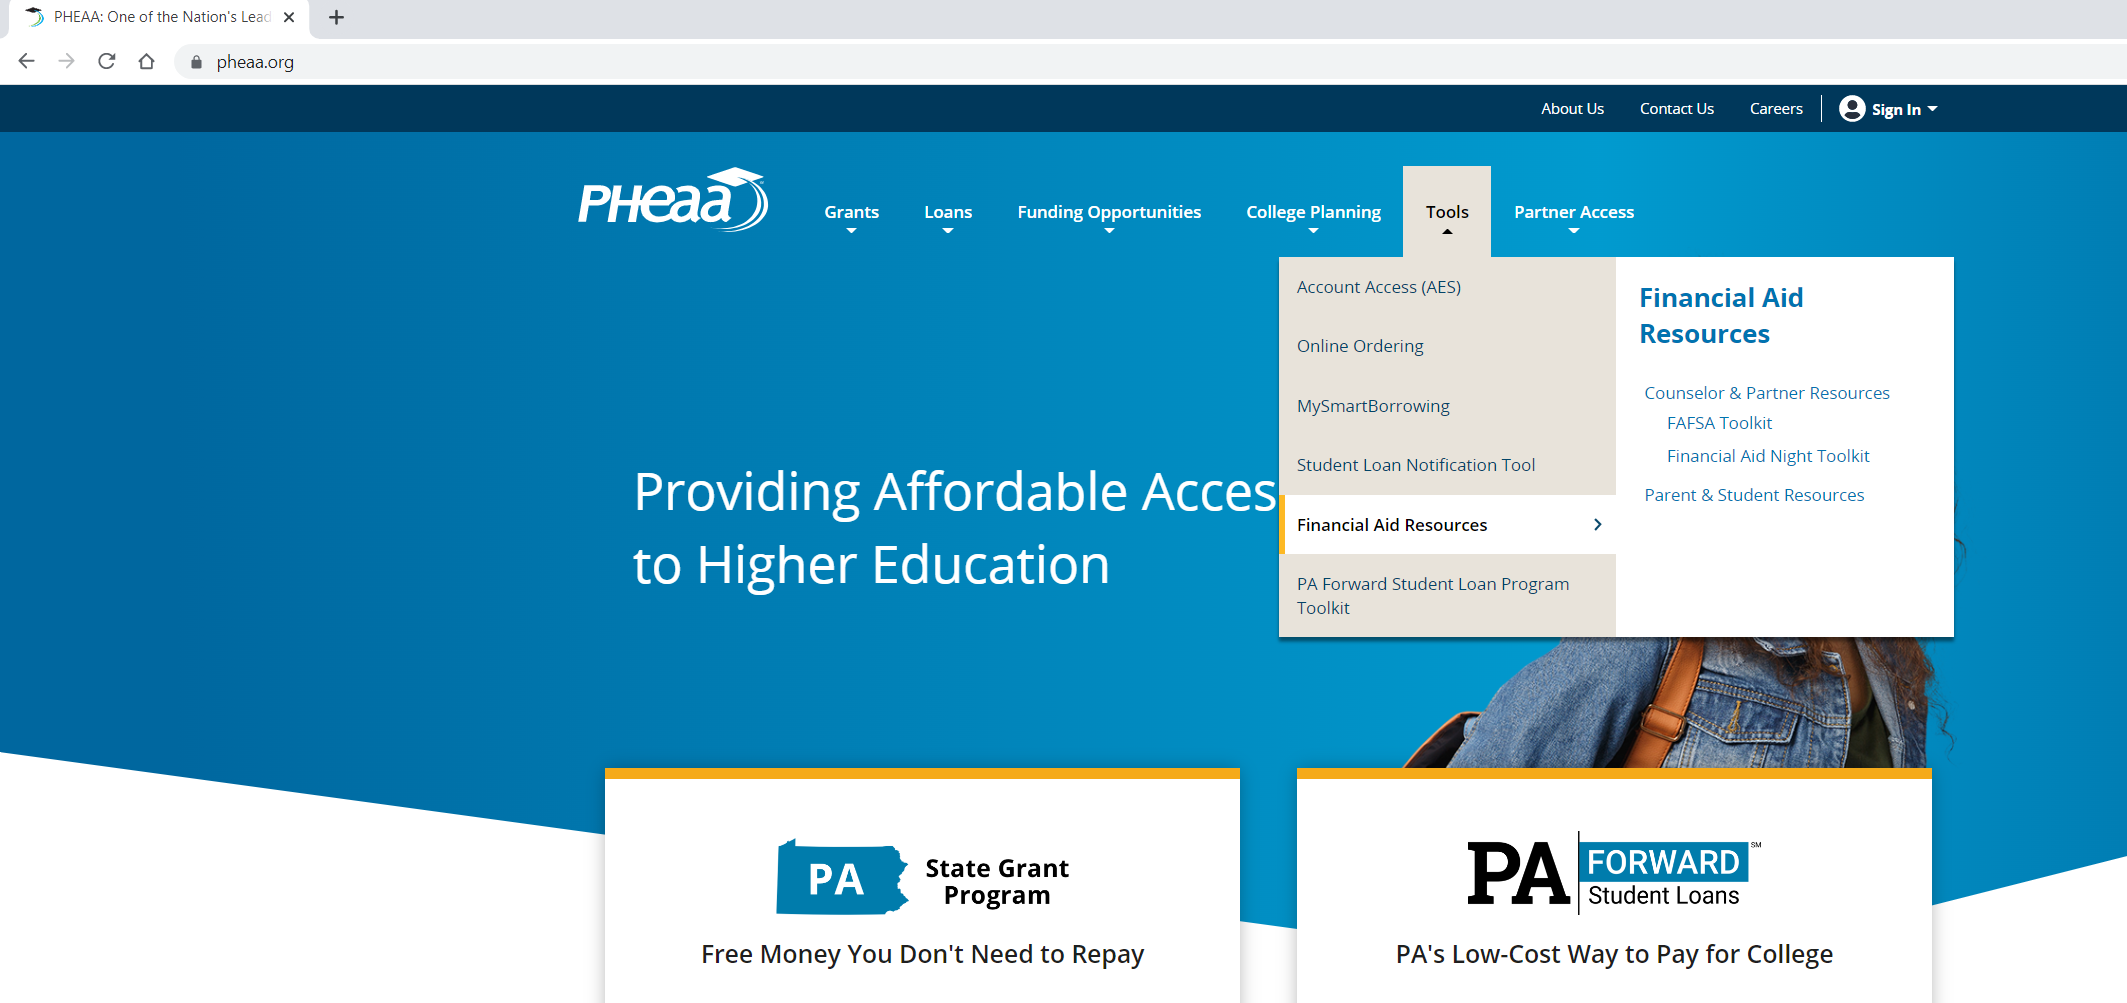 PHEAA: One of the Nation's Lead
pheaa.org
About Us
Contact Us
Careers
Sign In
PHEAA
Grants
Loans
Funding Opportunities
College Planning
Tools
Partner Access
Account Access (AES)
Online Ordering
MySmartBorrowing
Student Loan Notification Tool
Financial Aid Resources
PA Forward Student Loan Program
Toolkit
Financial Aid
Resources
Counselor & Partner Resources
FAFSA Toolkit
Financial Aid Night Toolkit
Parent & Student Resources
Providing Affordable Acces
to Higher Education
PA
State Grant
Program
Free Money You Don't Need to Repay
PA FORWARD SM
Student Loans
PA's Low-Cost Way to Pay for College